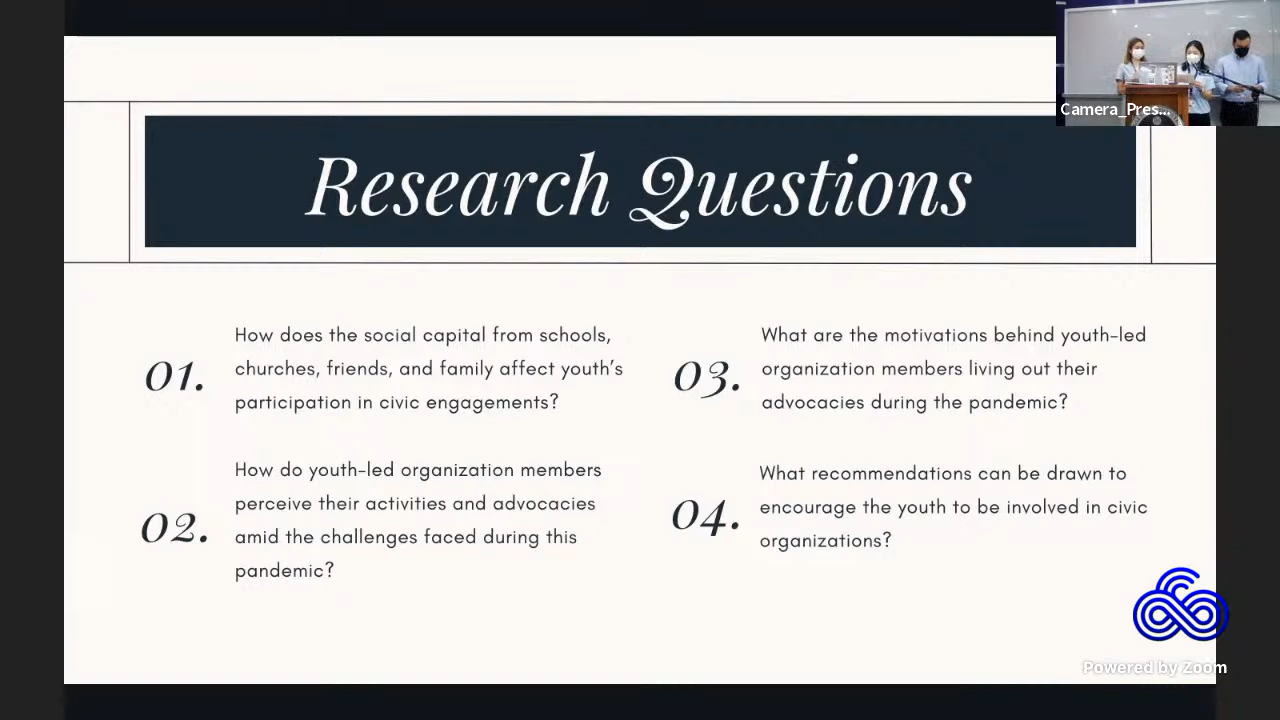 Camera_Pres...
Research Questions
01.
How does the social capital from schools,
churches, friends, and family affect youth's
participation in civic engagements?
02.
How do youth-led organization members
perceive their activities and advocacies
amid the challenges faced during this
pandemic?
03.
What are the motivations behind youth-led
organization members living out their
advocacies during the pandemic?
04.
What recommendations can be drawn to
encourage the youth to be involved in civic
organizations?
Powered by Zoom